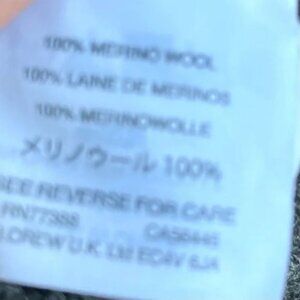 100% MERINO WOOL
100% LAINE DE MERINOS
100% MERINOWOLLE
メリノウール 100%
SEE REVERSE FOR CARE
RN77388 CA56446
J.CREW U.K. Ltd EC4V 6JA